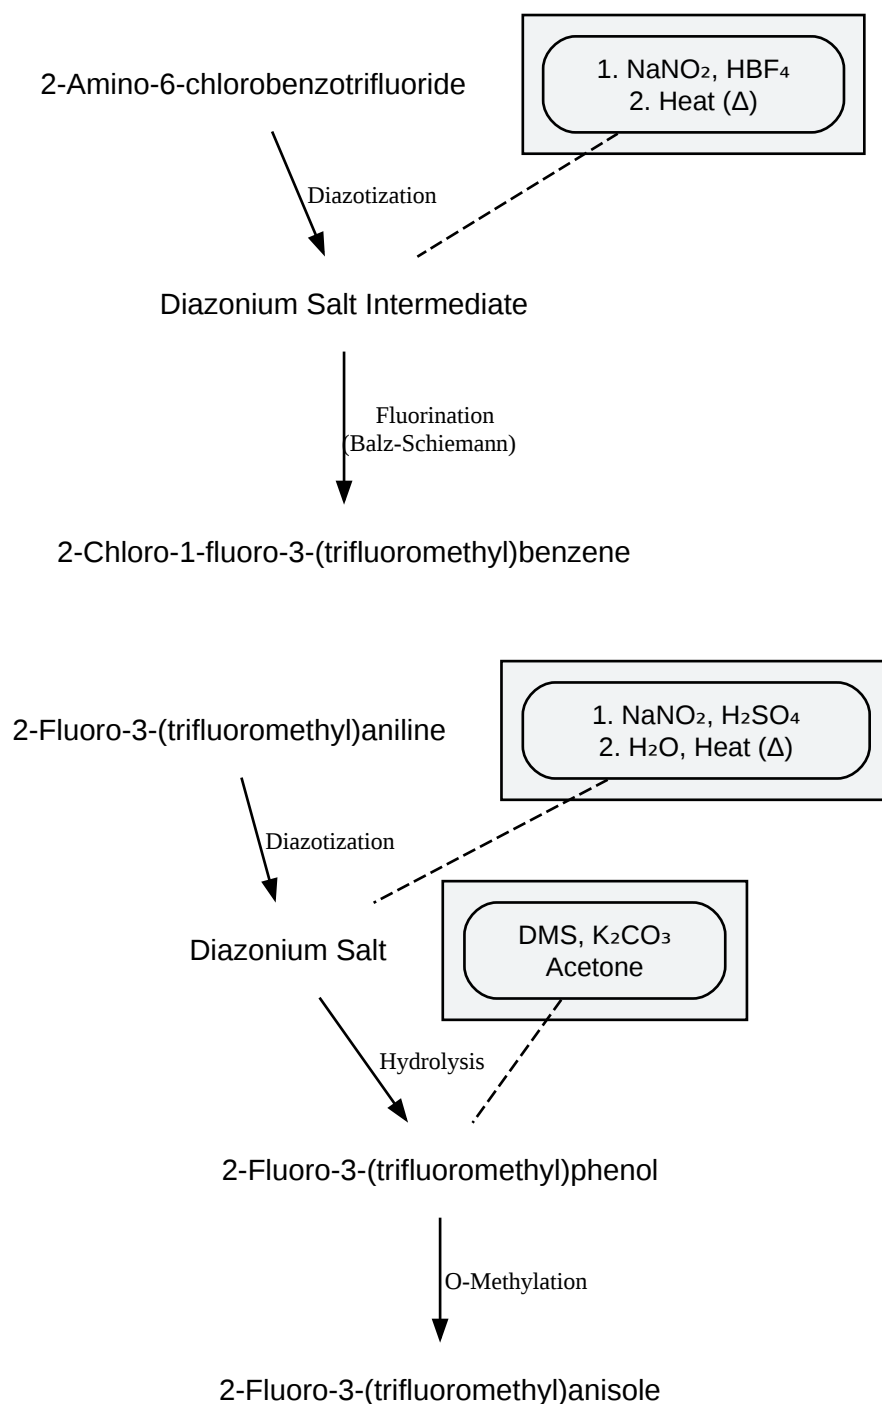 2-Amino-6-chlorobenzotrifluoride
1. NaNO₂, HBF₄
2. Heat (Δ)
Diazotization
Diazonium Salt Intermediate
Fluorination
(Balz-Schiemann)
2-Chloro-1-fluoro-3-(trifluoromethyl)benzene
2-Fluoro-3-(trifluoromethyl)aniline
1. NaNO₂, H₂SO₄
2. H₂O, Heat (Δ)
Diazotization
Diazonium Salt
DMS, K₂CO₃
Acetone
Hydrolysis
2-Fluoro-3-(trifluoromethyl)phenol
O-Methylation
2-Fluoro-3-(trifluoromethyl)anisole